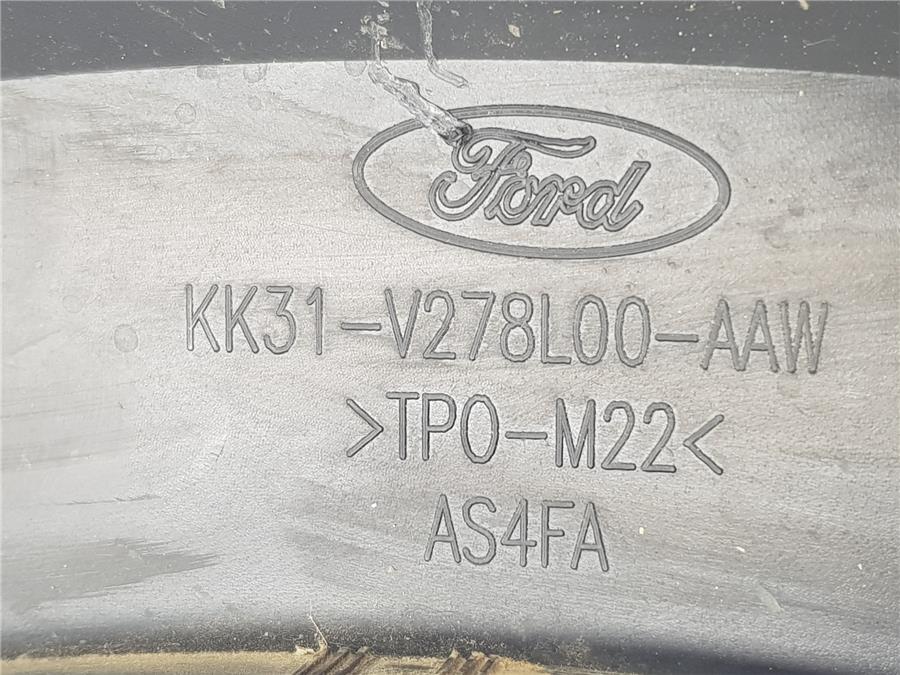 Ford
KK31-V278L00-AAW
>TPO-M22<
AS4FA